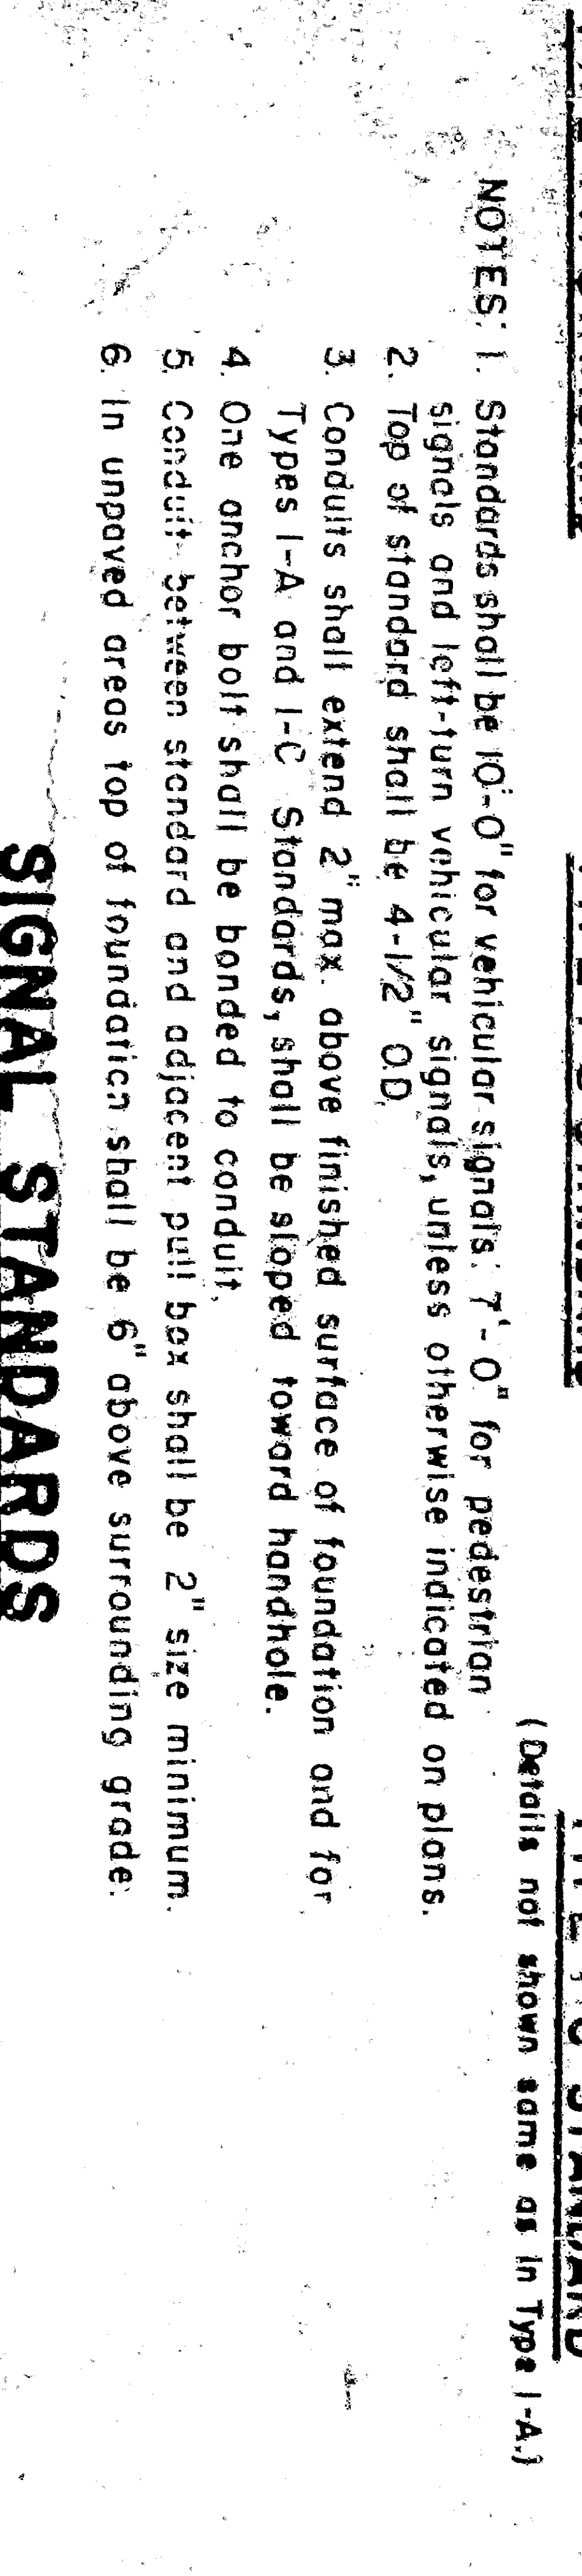 (Details not shown same as in Type 1-A.)
NOTES: 1. Standards shall be 10'-0" for vehicular signals: 7'-0" for pedestrian
signals and left-turn vehicular signals, unless otherwise indicated on plans.
2. Top of standard shall be 4-1/2" O.D.
3. Conduits shall extend 2" max. above finished surface of foundation and for
Types 1-A and 1-C Standards, shall be sloped toward handhole.
4. One anchor bolt shall be bonded to conduit.
5. Conduit between standard and adjacent pull box shall be 2" size minimum.
6. In unpaved areas top of foundation shall be 6" above surrounding grade.
SIGNAL STANDARDS